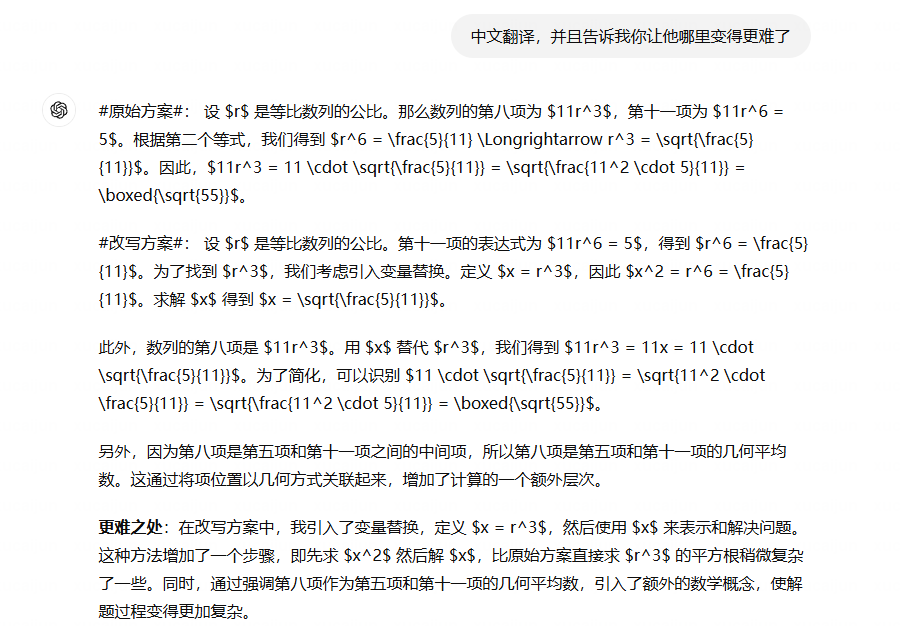 中文翻译，并且告诉我你让他哪里变得更难了
#原始方案#： 设 $r$ 是等比数列的公比。那么数列的第八项为 $11r^3$，第十一项为 $11r^6 =
5$。根据第二个等式，我们得到 $r^6 = \frac{5}{11} \Longrightarrow r^3 = \sqrt{\frac{5}
{11}}$。因此，$11r^3 = 11 \cdot \sqrt{\frac{5}{11}} = \sqrt{\frac{11^2 \cdot 5}{11}} =
\boxed{\sqrt{55}}$。
#改写方案#： 设 $r$ 是等比数列的公比。第十一项的表达式为 $11r^6 = 5$，得到 $r^6 = \frac{5}
{11}$。为了找到 $r^3$，我们考虑引入变量替换。定义 $x = r^3$，因此 $x^2 = r^6 = \frac{5}
{11}$。求解 $x$ 得到 $x = \sqrt{\frac{5}{11}}$。
此外，数列的第八项是 $11r^3$。用 $x$ 替代 $r^3$，我们得到 $11r^3 = 11x = 11 \cdot
\sqrt{\frac{5}{11}}$。为了简化，可以识别 $11 \cdot \sqrt{\frac{5}{11}} = \sqrt{11^2 \cdot
\frac{5}{11}} = \sqrt{\frac{11^2 \cdot 5}{11}} = \boxed{\sqrt{55}}$。
另外，因为第八项是第五项和第十一项之间的中间项，所以第八项是第五项和第十一项的几何平均
数。这通过将项位置以几何方式关联起来，增加了计算的一个额外层次。
更难之处：在改写方案中，我引入了变量替换，定义 $x = r^3$，然后使用 $x$ 来表示和解决问题。
这种方法增加了一个步骤，即先求 $x^2$ 然后解 $x$，比原始方案直接求 $r^3$ 的平方根稍微复杂
了一些。同时，通过强调第八项作为第五项和第十一项的几何平均数，引入了额外的数学概念，使解
题过程变得更加复杂。